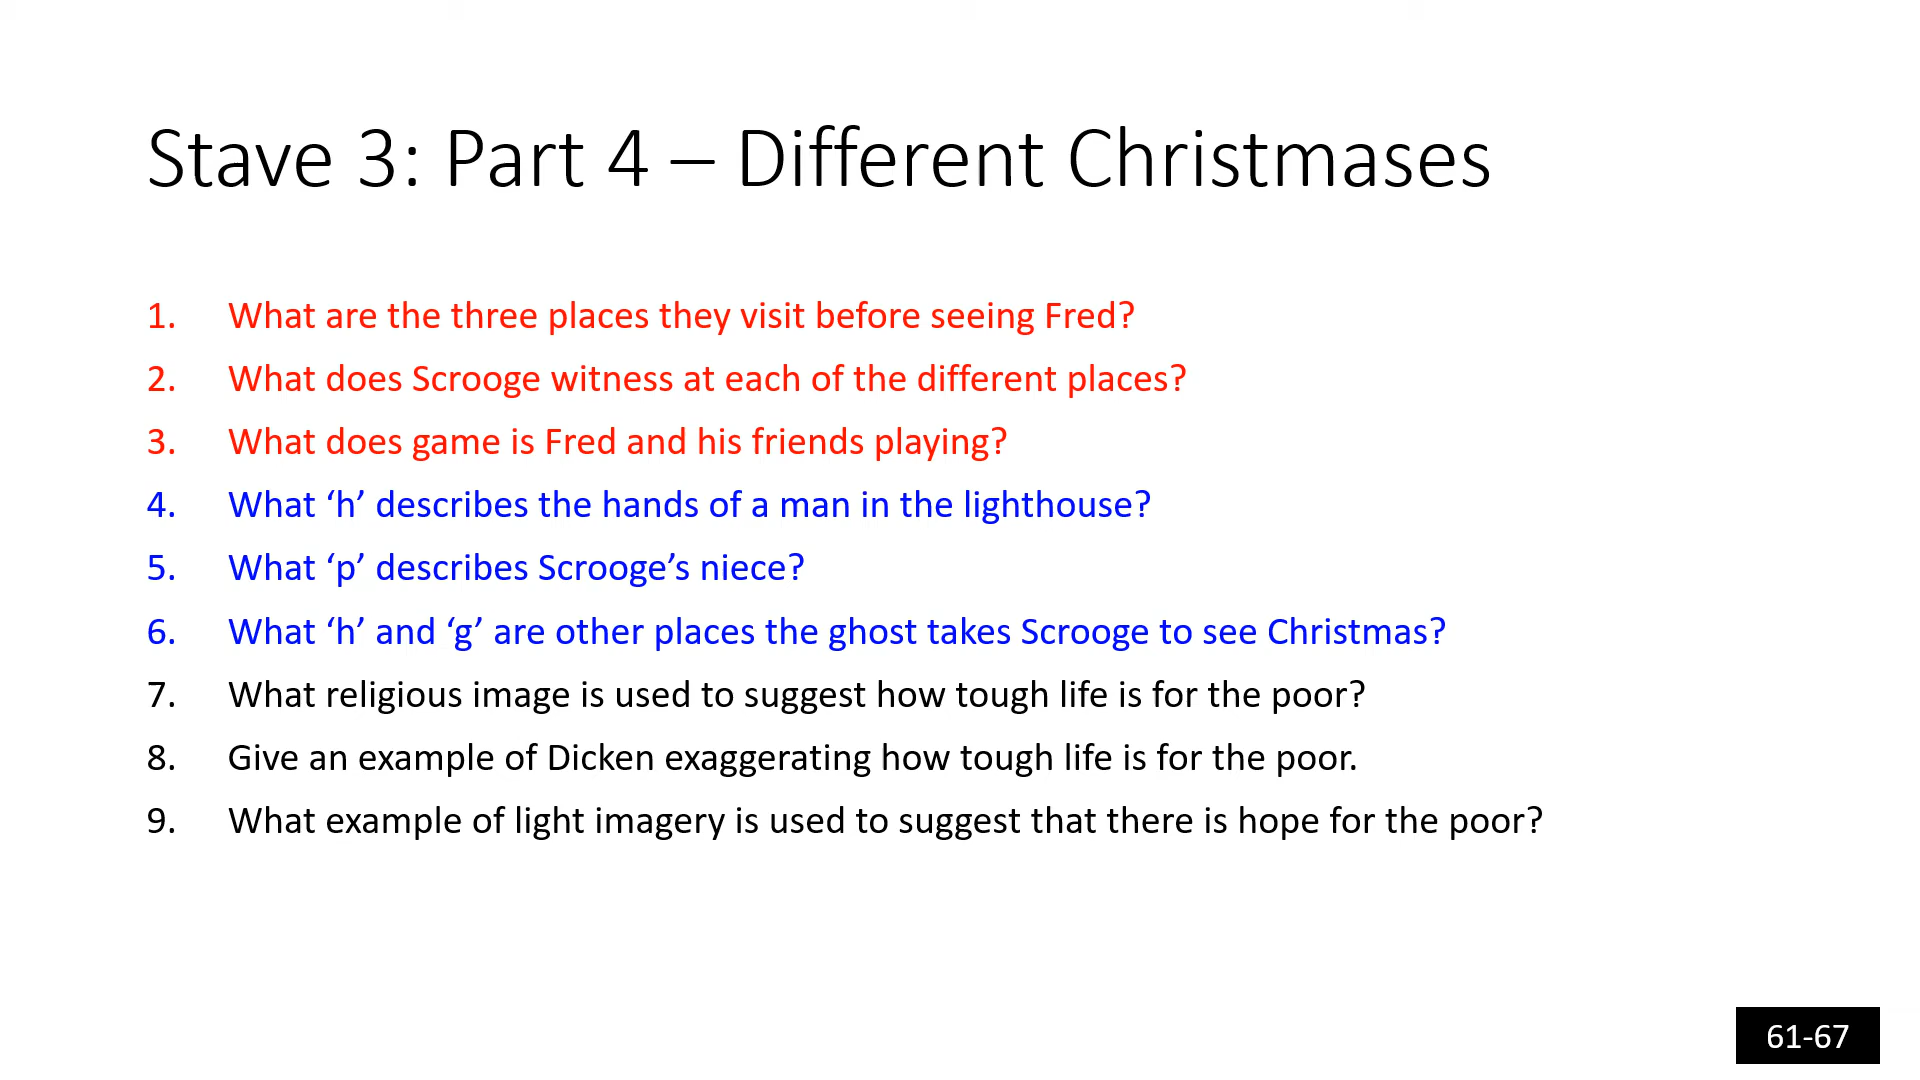 Stave 3: Part 4 – Different Christmases
1. What are the three places they visit before seeing Fred?
2. What does Scrooge witness at each of the different places?
3. What does game is Fred and his friends playing?
4. What ‘h’ describes the hands of a man in the lighthouse?
5. What ‘p’ describes Scrooge’s niece?
6. What ‘h’ and ‘g’ are other places the ghost takes Scrooge to see Christmas?
7. What religious image is used to suggest how tough life is for the poor?
8. Give an example of Dicken exaggerating how tough life is for the poor.
9. What example of light imagery is used to suggest that there is hope for the poor?
61-67